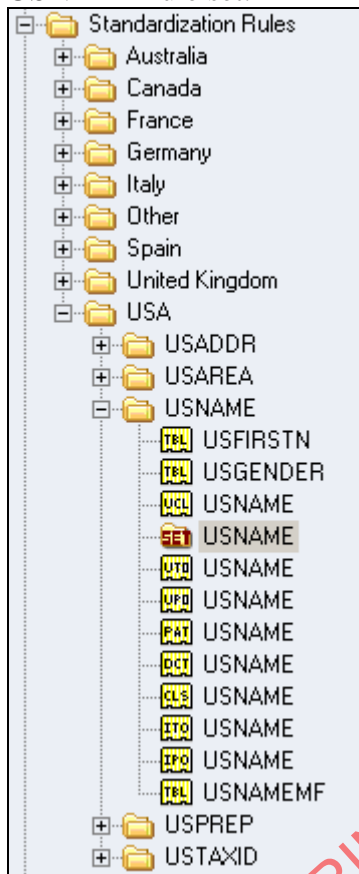 Standardization Rules
Australia
Canada
France
Germany
Italy
Other
Spain
United Kingdom
USA
USADDR
USAREA
USNAME
TBL USFIRSTN
TBL USGENDER
UCL USNAME
SET USNAME
UTO USNAME
UPO USNAME
PAT USNAME
DCT USNAME
CLS USNAME
ITO USNAME
IPO USNAME
TBL USNAMEMF
USPREP
USTAXID